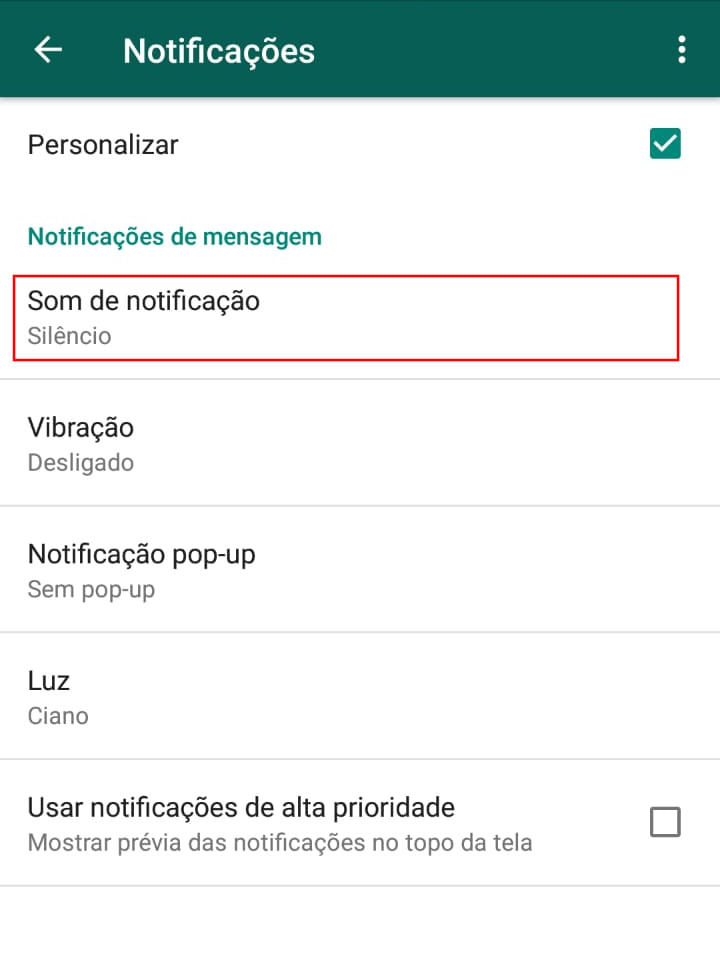 Notificações
Personalizar
Notificações de mensagem
Som de notificação
Silêncio
Vibração
Desligado
Notificação pop-up
Sem pop-up
Luz
Ciano
Usar notificações de alta prioridade
Mostrar prévia das notificações no topo da tela